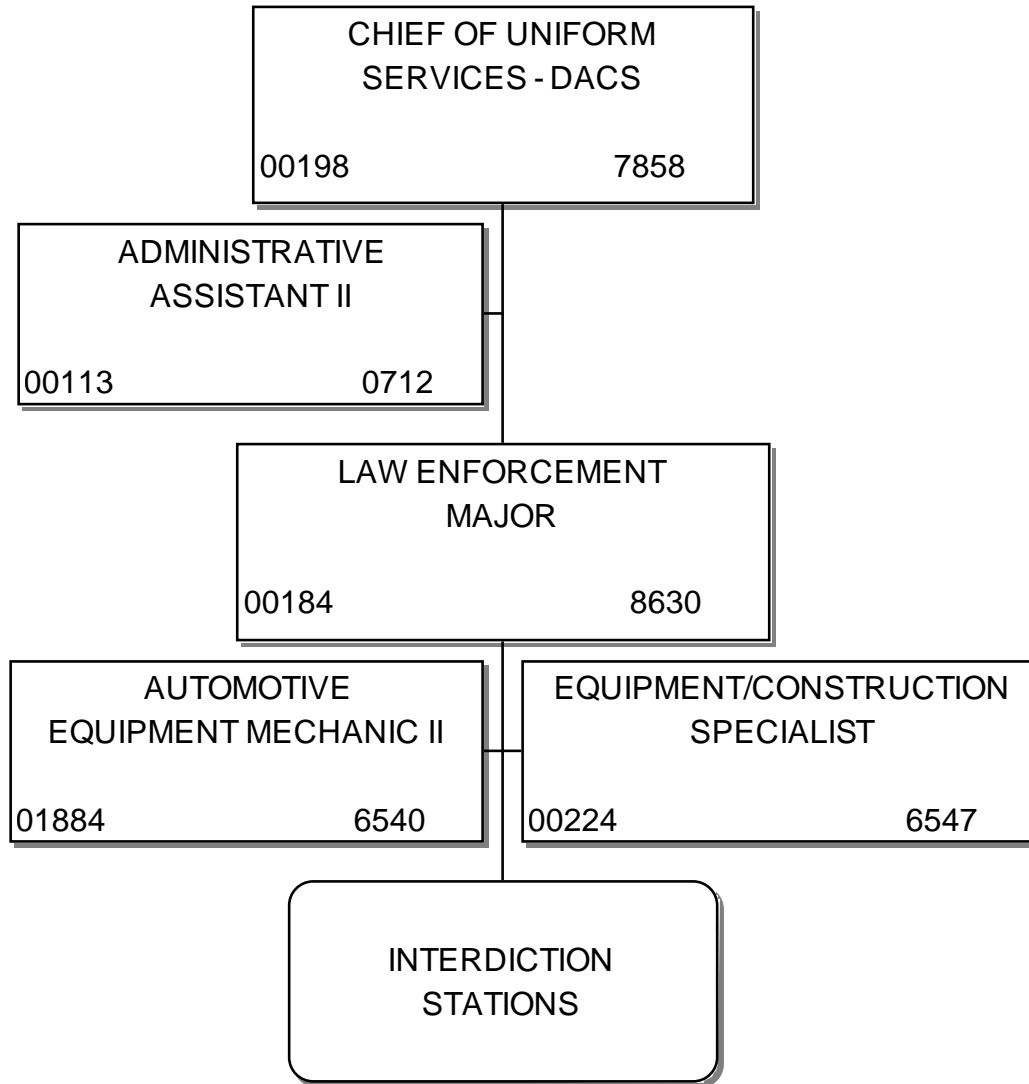 CHIEF OF UNIFORM
SERVICES - DACS
00198 7858
ADMINISTRATIVE
ASSISTANT II
00113 0712
LAW ENFORCEMENT
MAJOR
00184 8630
AUTOMOTIVE
EQUIPMENT MECHANIC II
01884 6540
EQUIPMENT/CONSTRUCTION
SPECIALIST
00224 6547
INTERDICTION
STATIONS